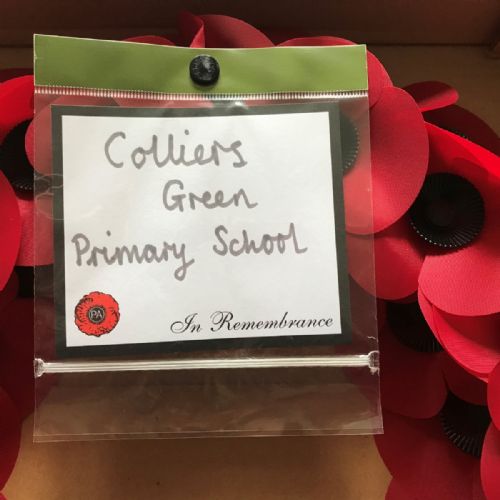 Colliers
Green
Primary School
PA
In Remembrance